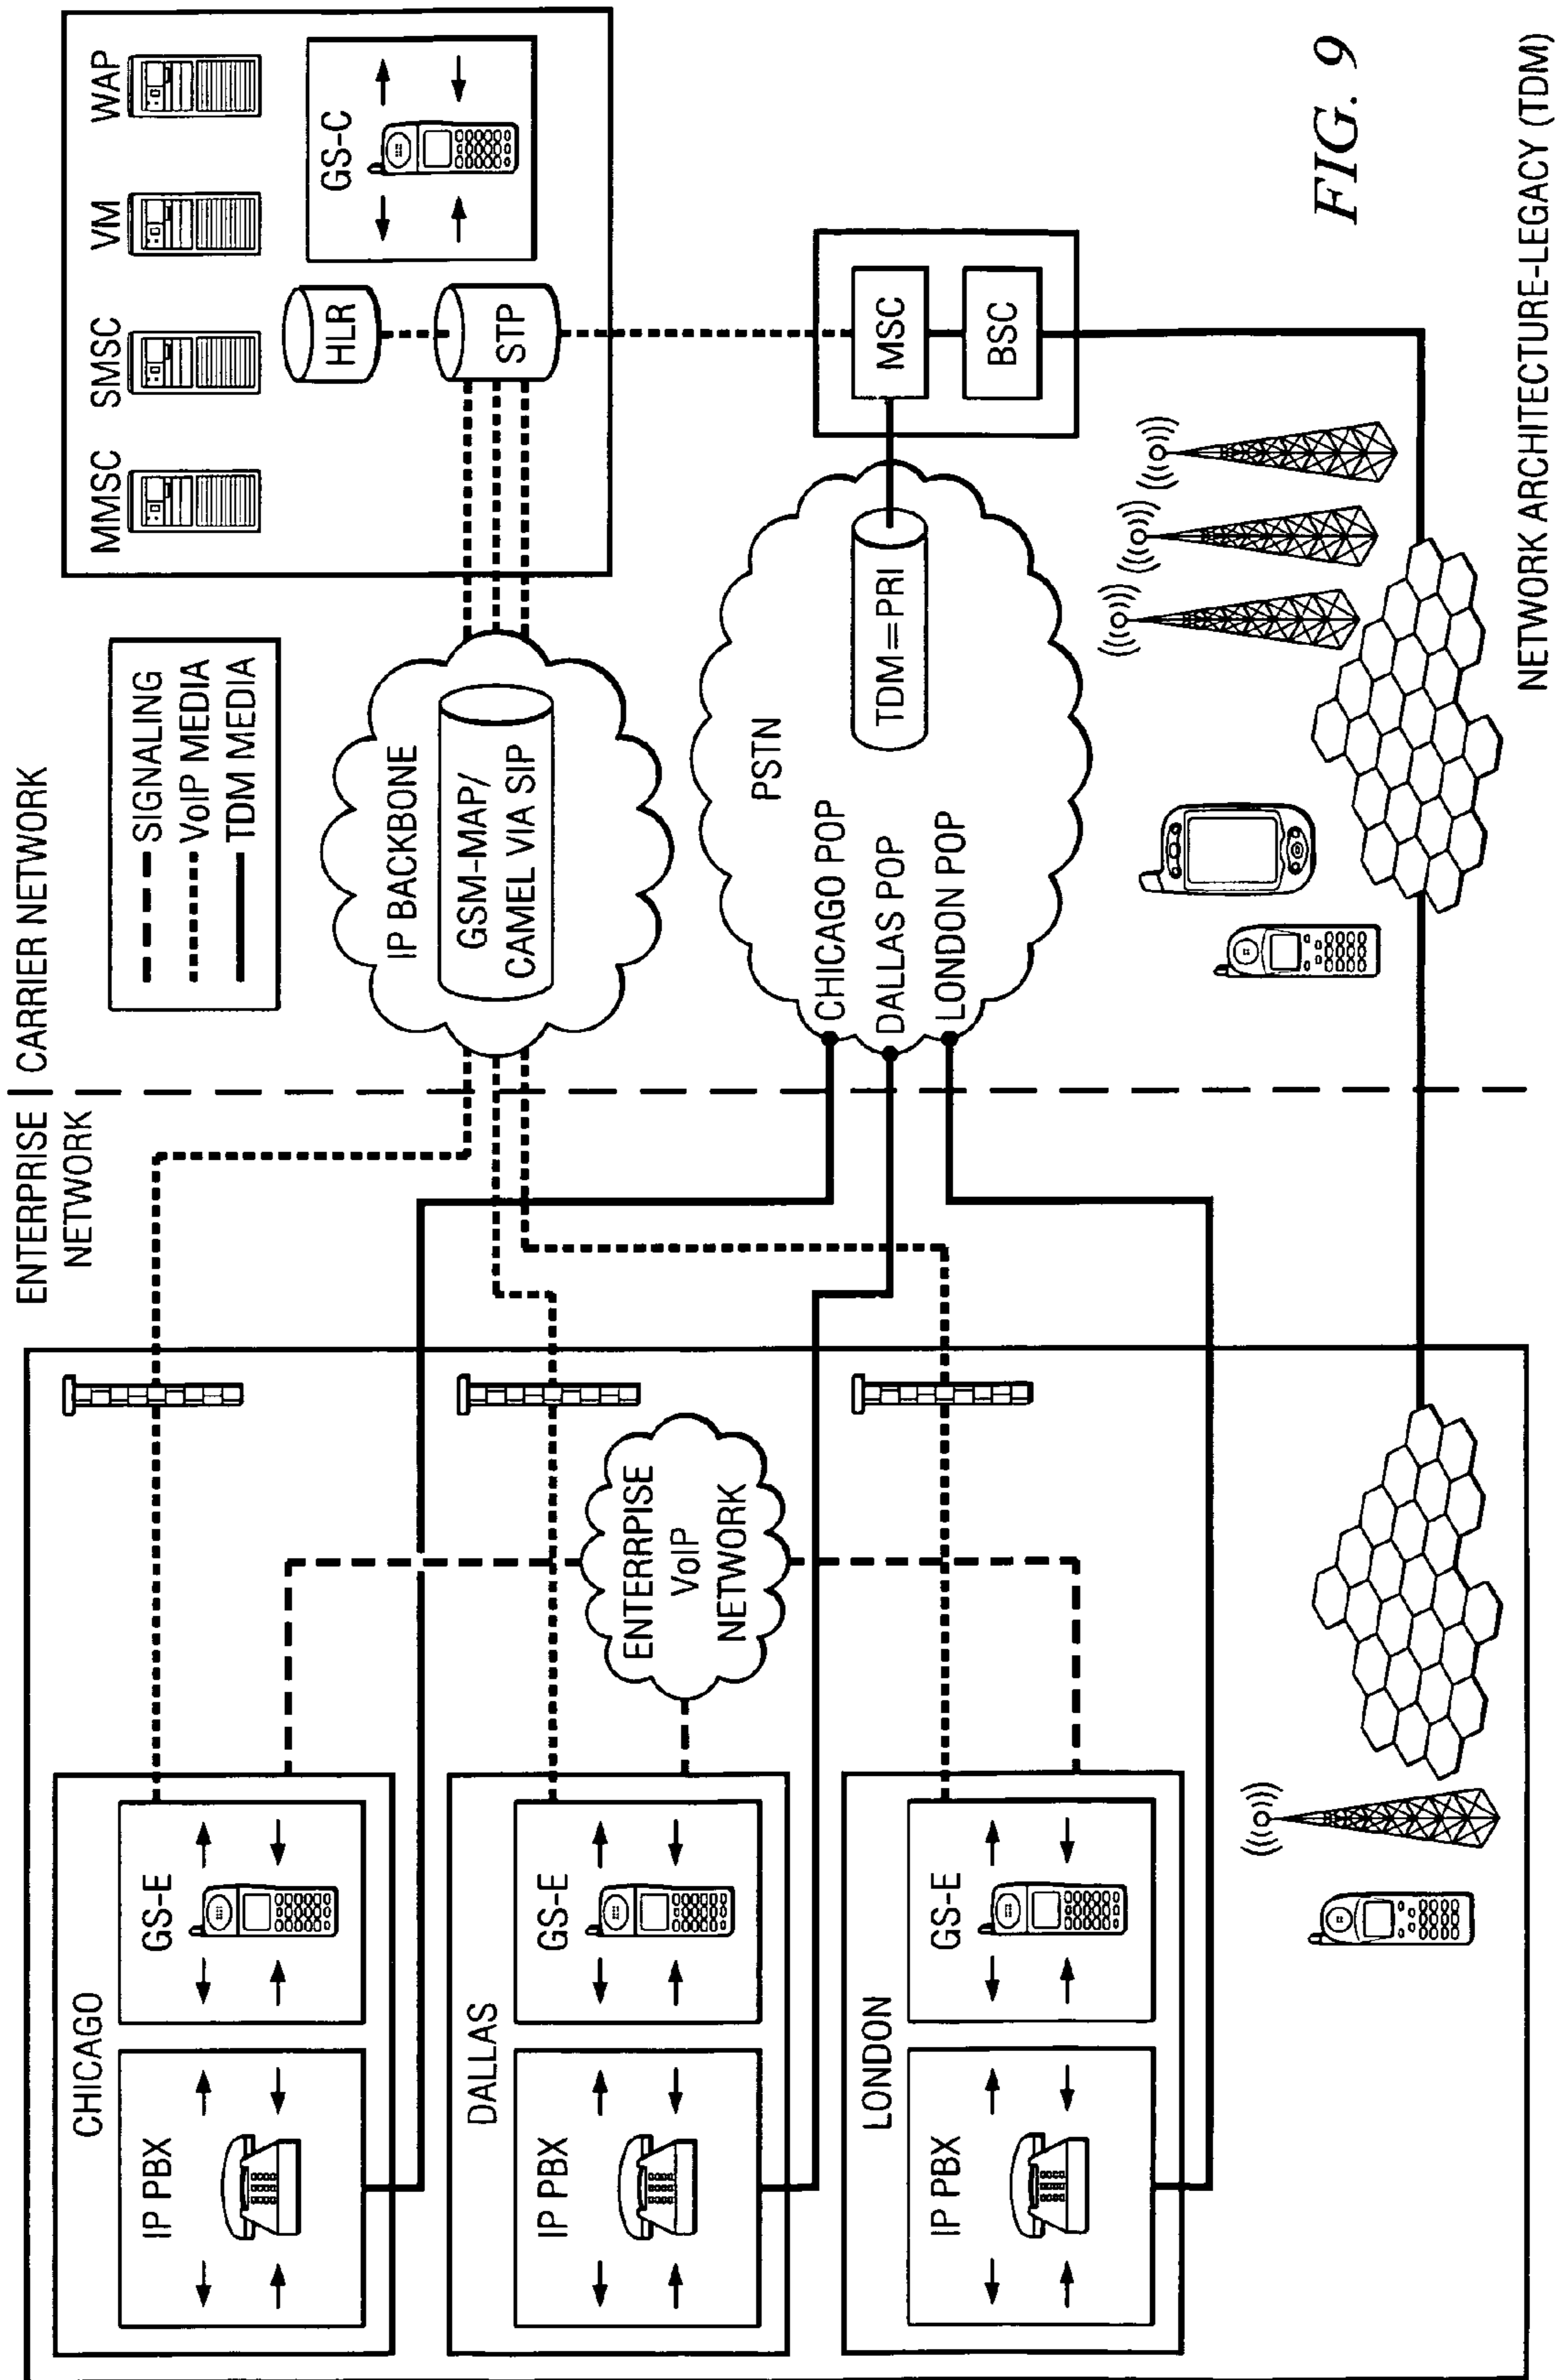 ENTERPRISE
NETWORK
CARRIER NETWORK
CHICAGO
IP PBX
GS-E
DALLAS
IP PBX
GS-E
LONDON
IP PBX
GS-E
ENTERRPISE
VoIP
NETWORK
SIGNALING
VoIP MEDIA
TDM MEDIA
IP BACKBONE
GSM-MAP/
CAMEL VIA SIP
PSTN
CHICAGO POP
DALLAS POP
LONDON POP
TDM=PRI
MMSC
SMSC
VM
WAP
HLR
STP
GS-C
MSC
BSC
FIG. 9
NETWORK ARCHITECTURE-LEGACY (TDM)